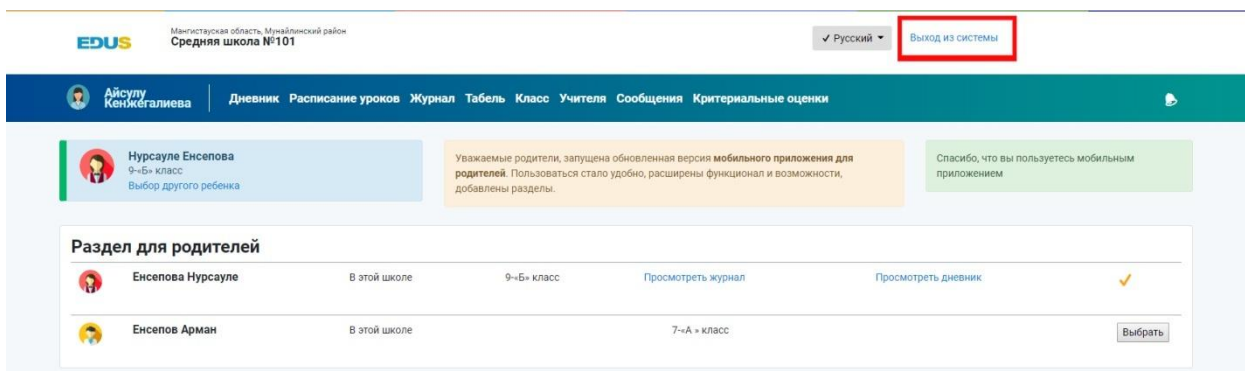 EDUS
Мангистауская область, Мунайлинский район
Средняя школа №101
✓ Русский
Выход из системы
Айсулу
Кенжегалиева
Дневник Расписание уроков Журнал Табель Класс Учителя Сообщения Критериальные оценки
Нурсауле Енсепова
9-«Б» класс
Выбор другого ребенка
Уважаемые родители, запущена обновленная версия мобильного приложения для
родителей. Пользоваться стало удобно, расширены функционал и возможности,
добавлены разделы.
Спасибо, что вы пользуетесь мобильным
приложением
Раздел для родителей
Енсепова Нурсауле В этой школе 9-«Б» класс Просмотреть журнал Просмотреть дневник
Енсепов Арман В этой школе 7-«А » класс Выбрать